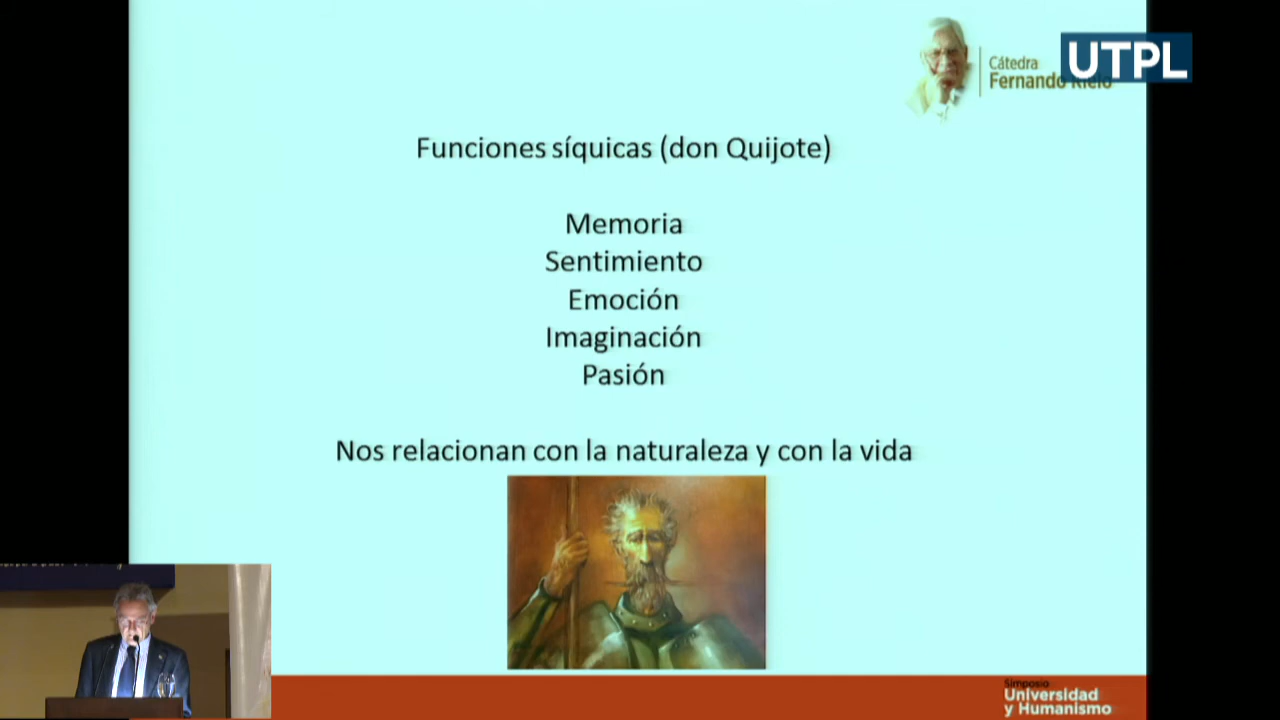 UTPL
Cátedra
Fernando Rielo
Funciones síquicas (don Quijote)
Memoria
Sentimiento
Emoción
Imaginación
Pasión
Nos relacionan con la naturaleza y con la vida
Simposio
Universidad
y Humanismo